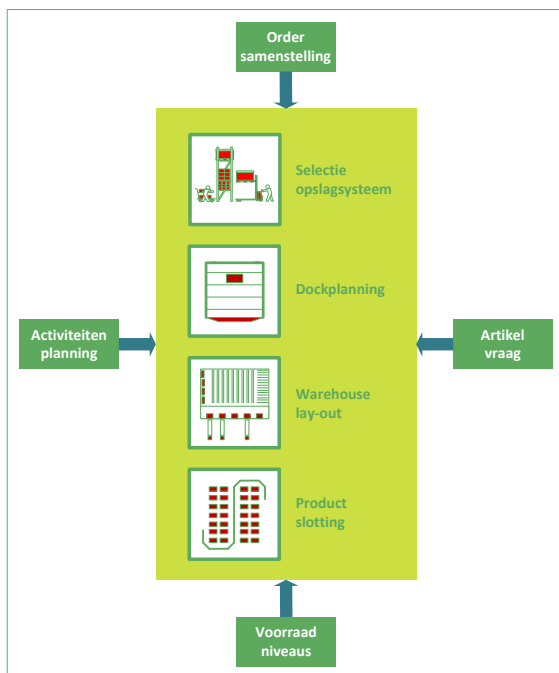 Order
samenstelling
Selectie
opslagsysteem
Dockplanning
Activiteiten
planning
Artikel
vraag
Warehouse
lay-out
Product
slotting
Voorraad
niveaus